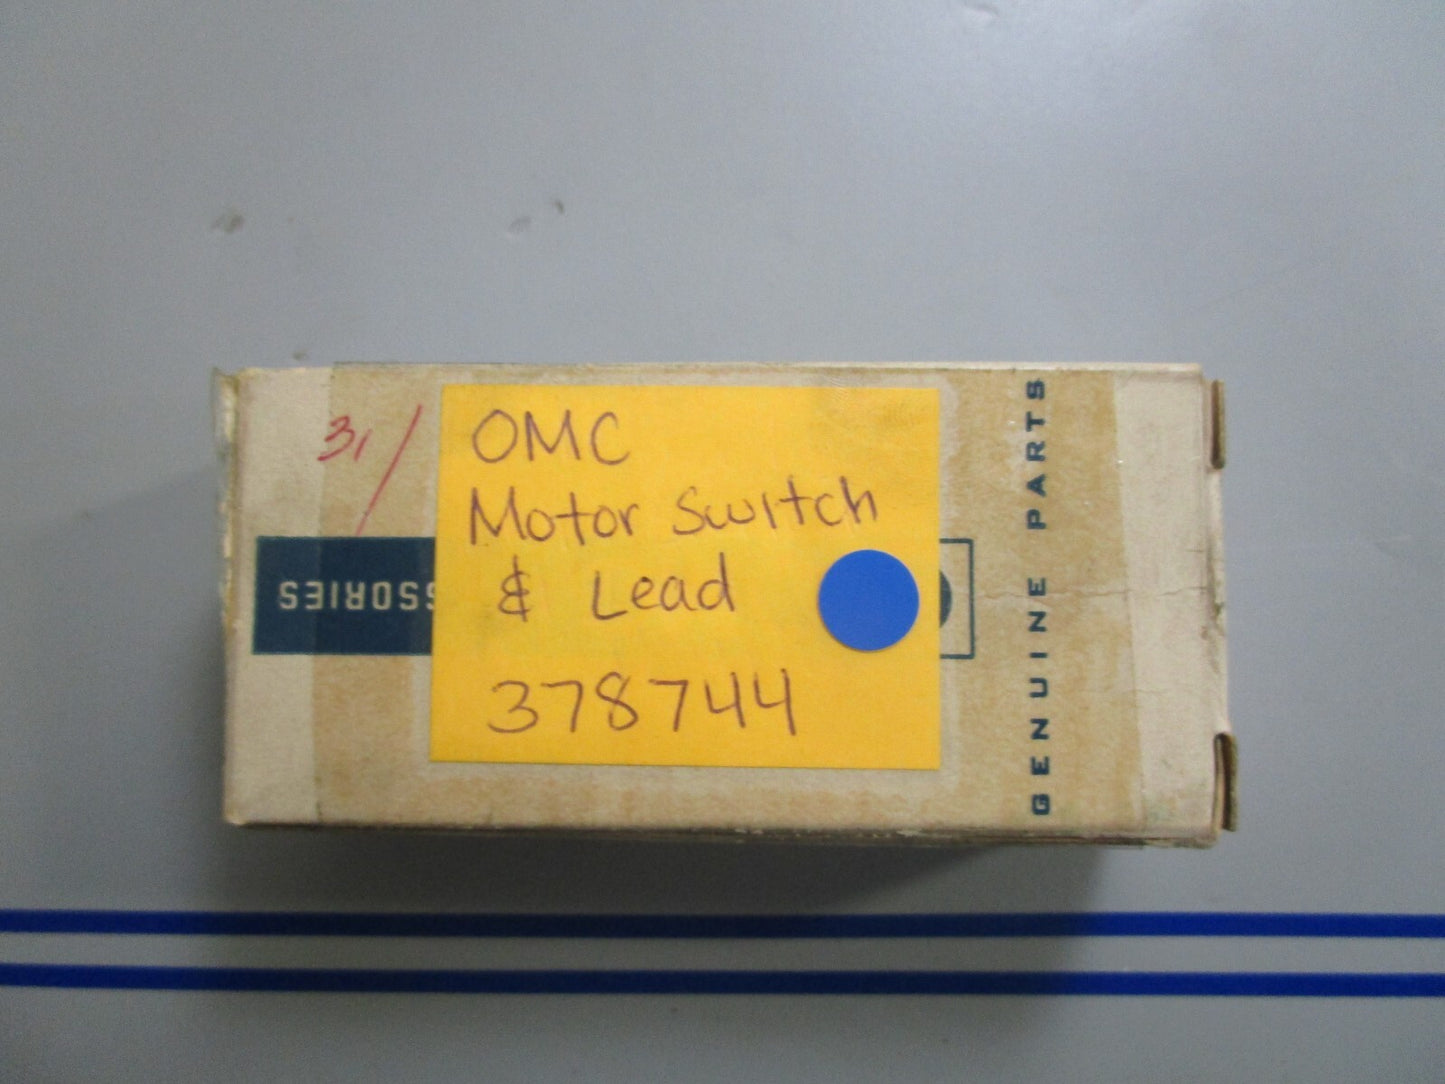 31/
OMC
Motor Switch
& Lead
378744
SSORIES
GENUINE PARTS